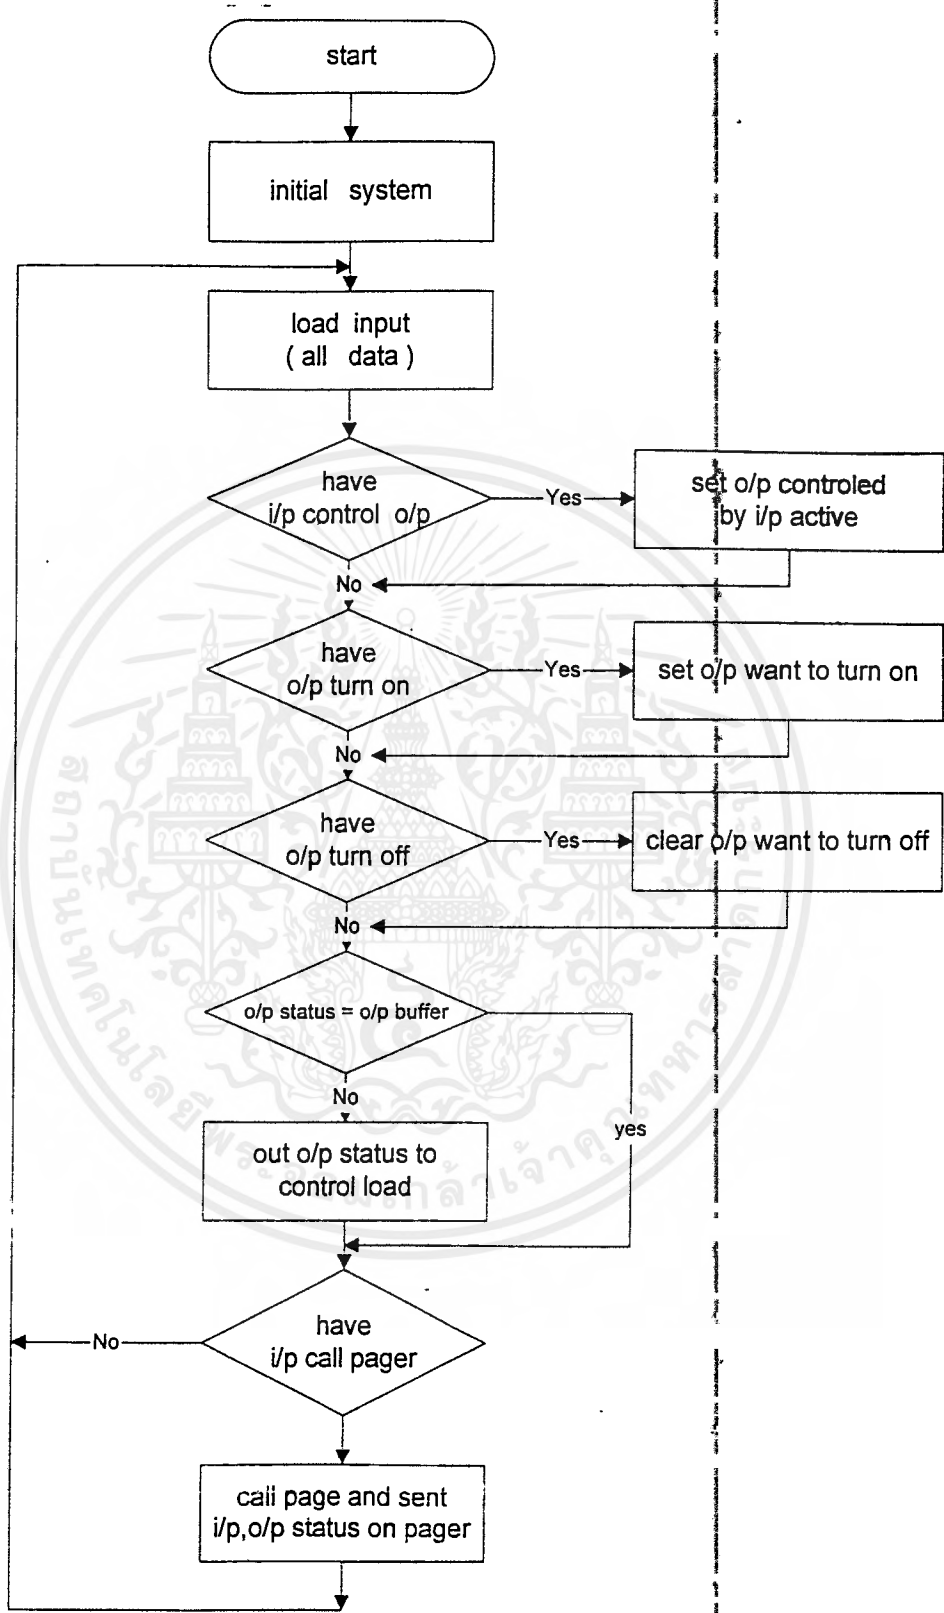 start
initial system
load input
( all data )
have
i/p control o/p
Yes
set o/p controled
by i/p active
No
have
o/p turn on
Yes
set o/p want to turn on
No
have
o/p turn off
Yes
clear o/p want to turn off
No
o/p status = o/p buffer
No
yes
out o/p status to
control load
have
i/p call pager
No
call page and sent
i/p,o/p status on pager